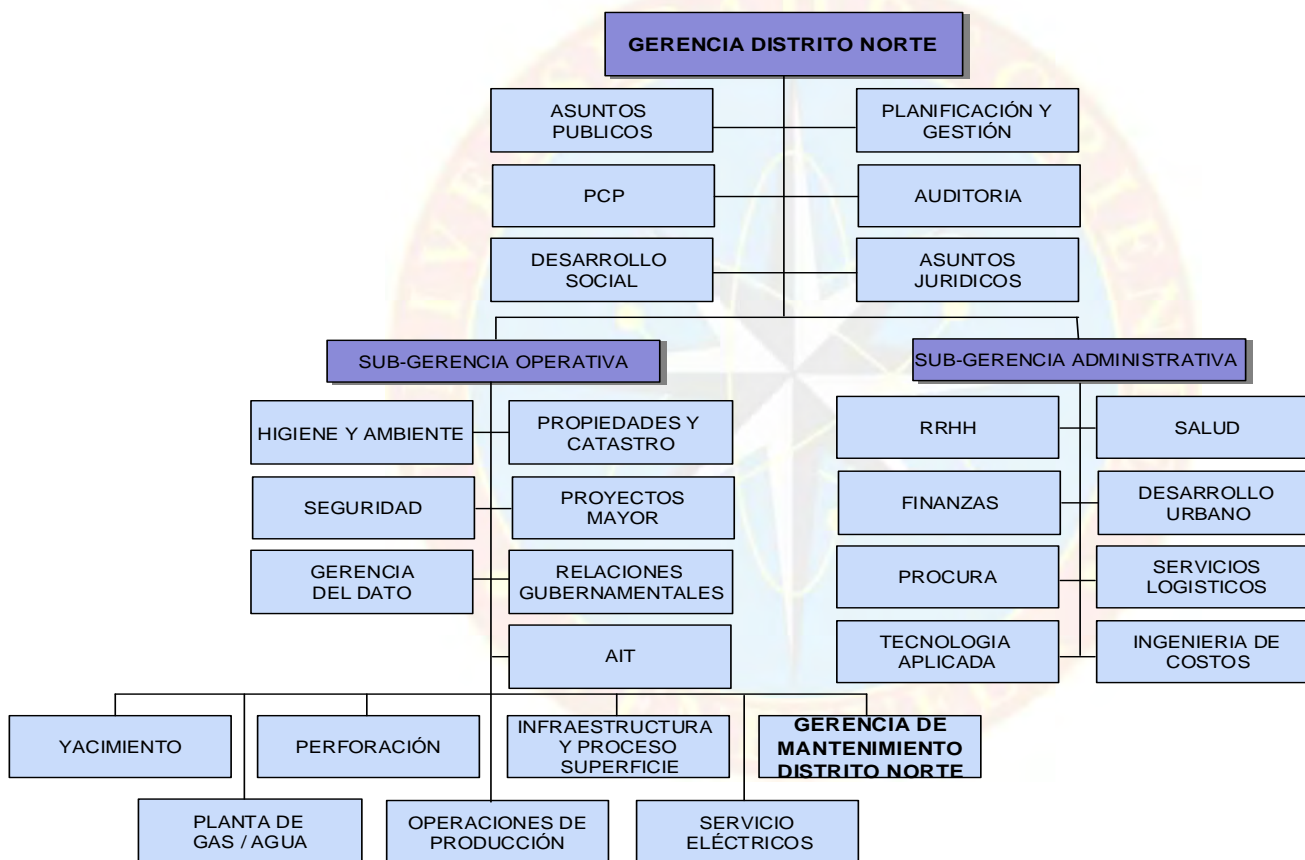 GERENCIA DISTRITO NORTE
ASUNTOS
PUBLICOS
PLANIFICACIÓN Y
GESTIÓN
PCP
AUDITORIA
DESARROLLO
SOCIAL
ASUNTOS
JURIDICOS
SUB-GERENCIA OPERATIVA
SUB-GERENCIA ADMINISTRATIVA
HIGIENE Y AMBIENTE
PROPIEDADES Y
CATASTRO
RRHH
SALUD
SEGURIDAD
PROYECTOS
MAYOR
FINANZAS
DESARROLLO
URBANO
GERENCIA
DEL DATO
RELACIONES
GUBERNAMENTALES
PROCURA
SERVICIOS
LOGISTICOS
AIT
TECNOLOGIA
APLICADA
INGENIERIA DE
COSTOS
YACIMIENTO
PERFORACIÓN
INFRAESTRUCTURA
Y PROCESO
SUPERFICIE
GERENCIA DE
MANTENIMIENTO
DISTRITO NORTE
PLANTA DE
GAS / AGUA
OPERACIONES DE
PRODUCCIÓN
SERVICIO
ELÉCTRICOS